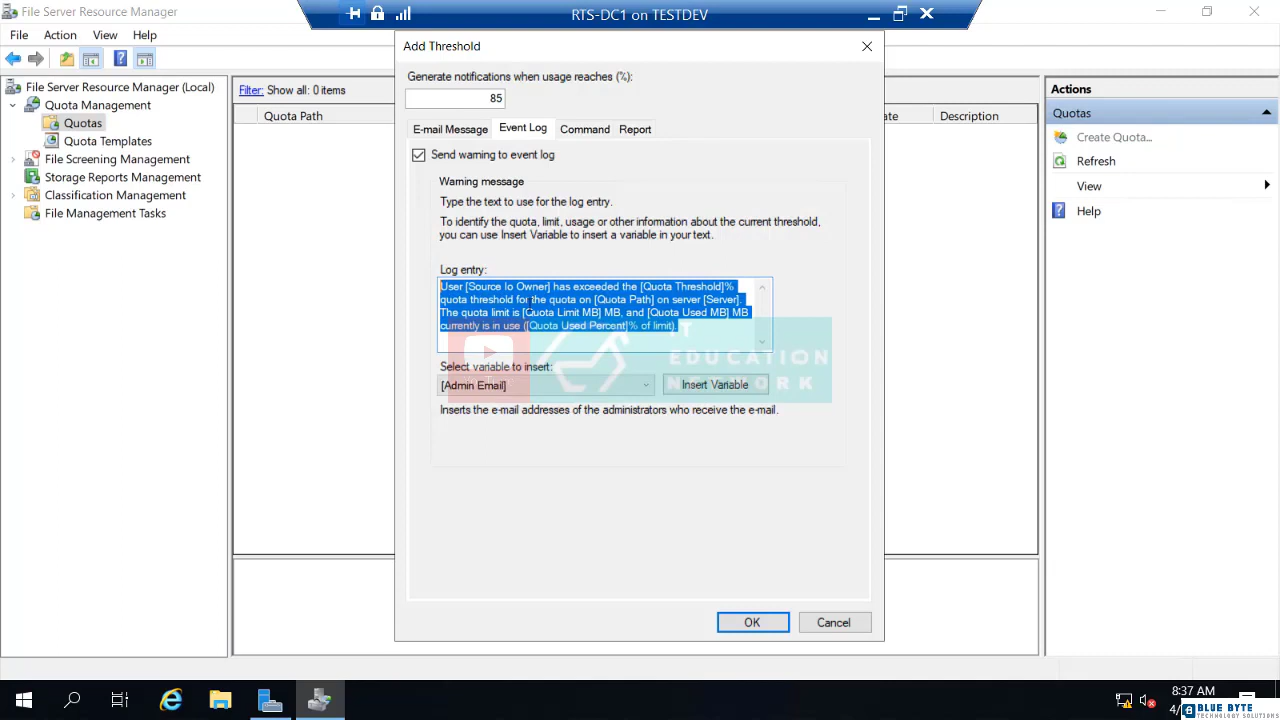 File Server Resource Manager
RTS-DC1 on TESTDEV
File Action View Help
File Server Resource Manager (Local)
Quota Management
Quotas
Quota Templates
File Screening Management
Storage Reports Management
Classification Management
File Management Tasks
Filter: Show all: 0 items
Quota Path
Description
Add Threshold
Generate notifications when usage reaches (%):
85
E-mail Message Event Log Command Report
Send warning to event log
Warning message
Type the text to use for the log entry.
To identify the quota, limit, usage or other information about the current threshold,
you can use Insert Variable to insert a variable in your text.
Log entry:
User [Source Io Owner] has exceeded the [Quota Threshold]%
quota threshold for the quota on [Quota Path] on server [Server].
The quota limit is [Quota Limit MB] MB, and [Quota Used MB] MB
currently is in use ([Quota Used Percent]% of limit).
IT
EDUCATION
NETWORK
Select variable to insert:
[Admin Email]
Insert Variable
Inserts the e-mail addresses of the administrators who receive the e-mail.
OK Cancel
Actions
Quotas
Create Quota...
Refresh
View
Help
8:37 AM
BLUE BYTE
TECHNOLOGY SOLUTIONS